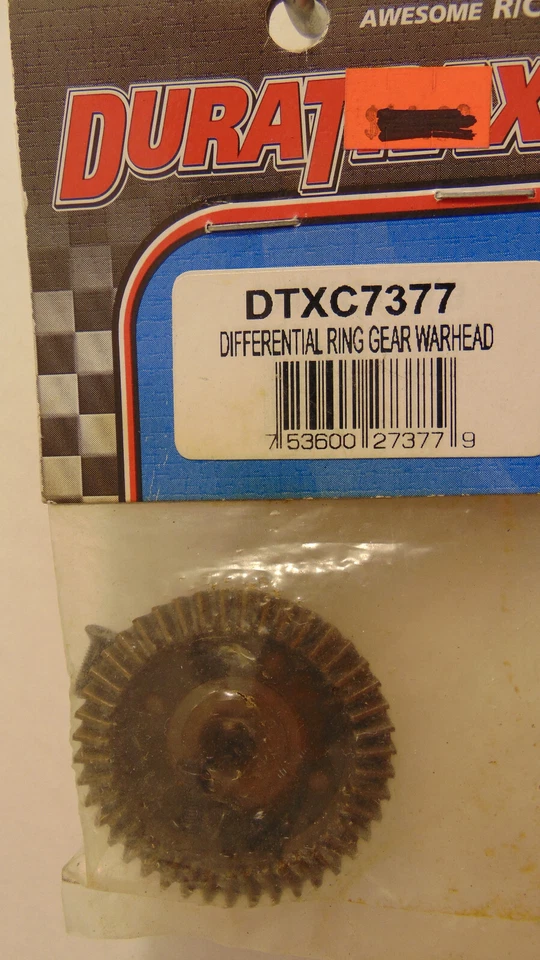 AWESOME R/C
DURATRAX
DTXC7377
DIFFERENTIAL RING GEAR WARHEAD
7 53600 27377 9